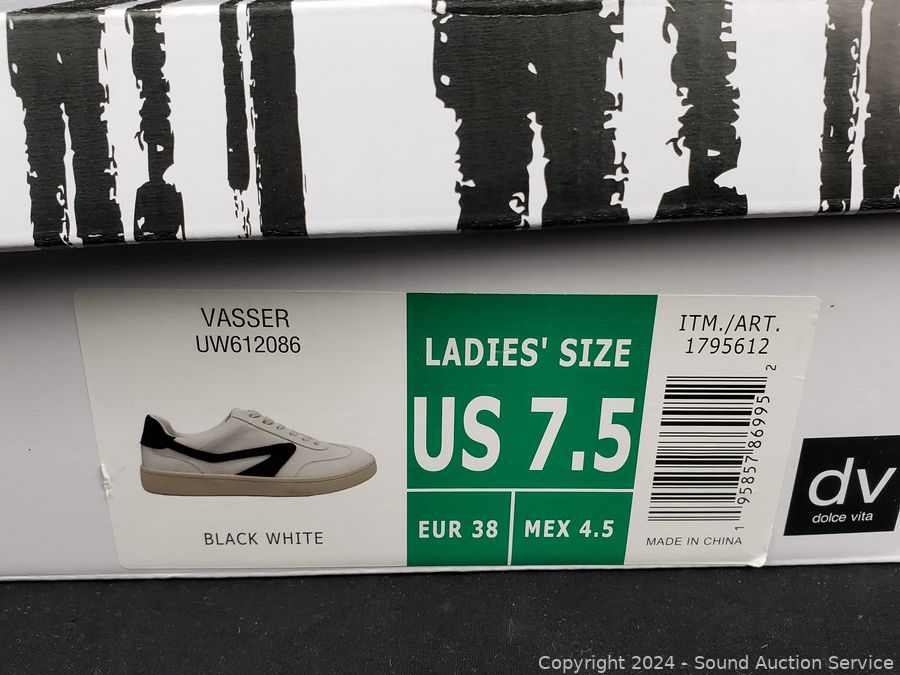 VASSER
UW612086
BLACK WHITE
LADIES' SIZE
US 7.5
EUR 38
MEX 4.5
ITM./ART.
1795612
1 95857 86995 2
MADE IN CHINA
dv
dolce vita
Copyright 2024 - Sound Auction Service